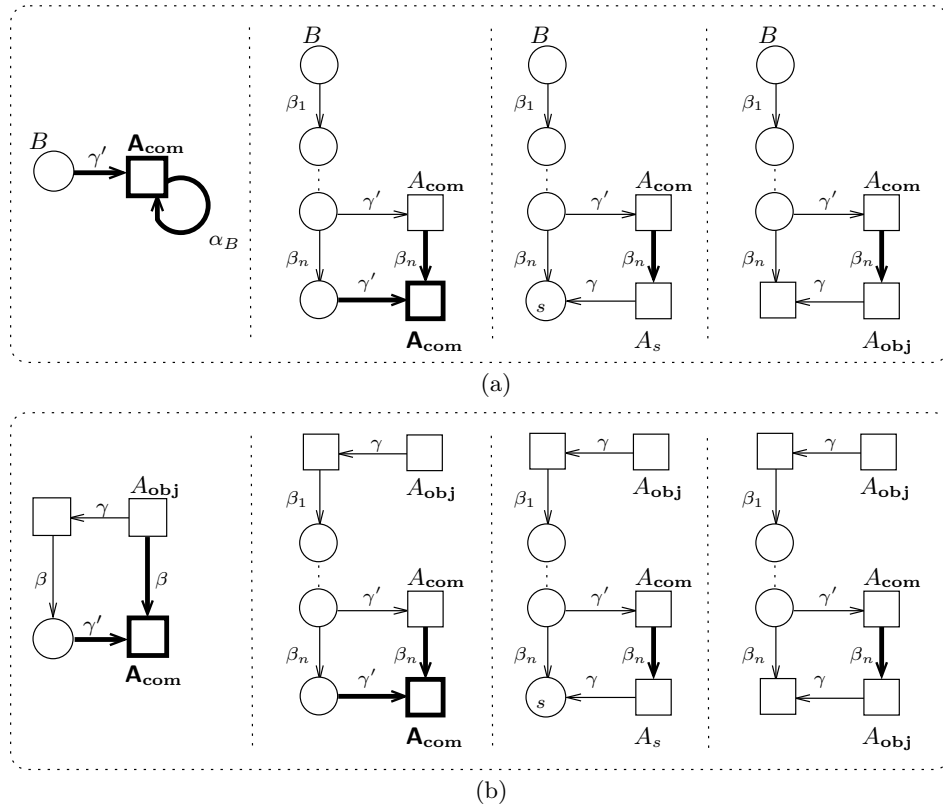 B
γ′
A_com
α_B
B
β_1
A_com
γ′
β_n
β_n
γ′
A_com
B
β_1
A_com
γ′
β_n
β_n
γ
s
A_s
B
β_1
A_com
γ′
β_n
β_n
γ
A_obj
(a)
A_obj
γ
β
β
γ′
A_com
γ
A_obj
β_1
A_com
γ′
β_n
β_n
γ′
A_com
γ
A_obj
β_1
A_com
γ′
β_n
β_n
γ
s
A_s
γ
A_obj
β_1
A_com
γ′
β_n
β_n
γ
A_obj
(b)